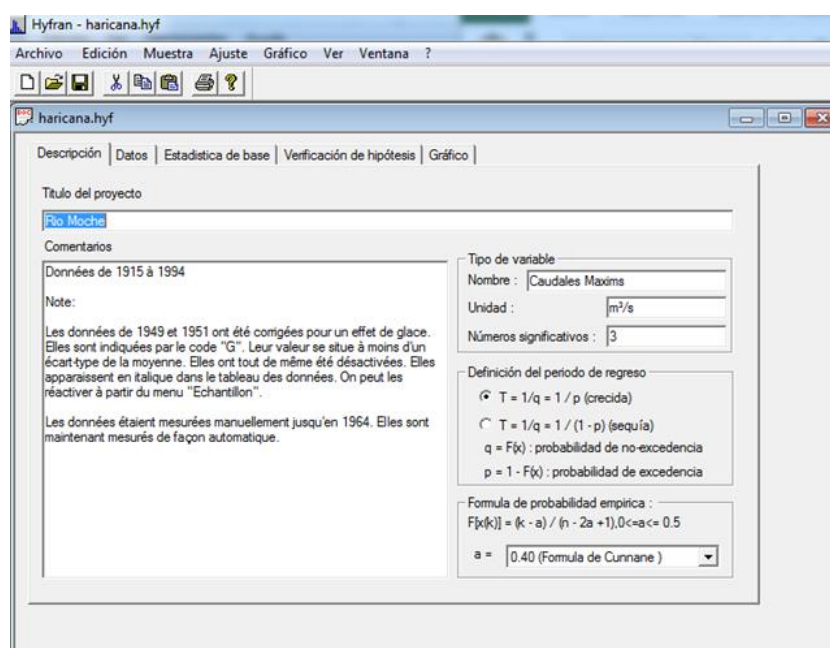 Hyfran - haricana.hyf
Archivo Edición Muestra Ajuste Gráfico Ver Ventana ?
haricana.hyf
Descripción Datos Estadistica de base Verificación de hipótesis Gráfico
Titulo del proyecto
Rio Moche
Comentarios
Données de 1915 à 1994
Note:
Les données de 1949 et 1951 ont été corrigées pour un effet de glace.
Elles sont indiquées par le code "G". Leur valeur se situe à moins d'un
écart-type de la moyenne. Elles ont tout de même été désactivées. Elles
apparaissent en italique dans le tableau des données. On peut les
réactiver à partir du menu "Echantillon".
Les données étaient mesurées manuellement jusqu'en 1964. Elles sont
maintenant mesurés de façon automatique.
Tipo de variable
Nombre : Caudales Maxims
Unidad : m³/s
Números significativos : 3
Definición del periodo de regreso
T = 1/q = 1 / p (crecida)
T = 1/q = 1 / (1 - p) (sequía)
q = F(x) : probabilidad de no-excedencia
p = 1 - F(x) : probabilidad de excedencia
Formula de probabilidad empirica :
F[x(k)] = (k - a) / (n - 2a +1),0<=a<= 0.5
a = 0.40 (Formula de Cunnane )